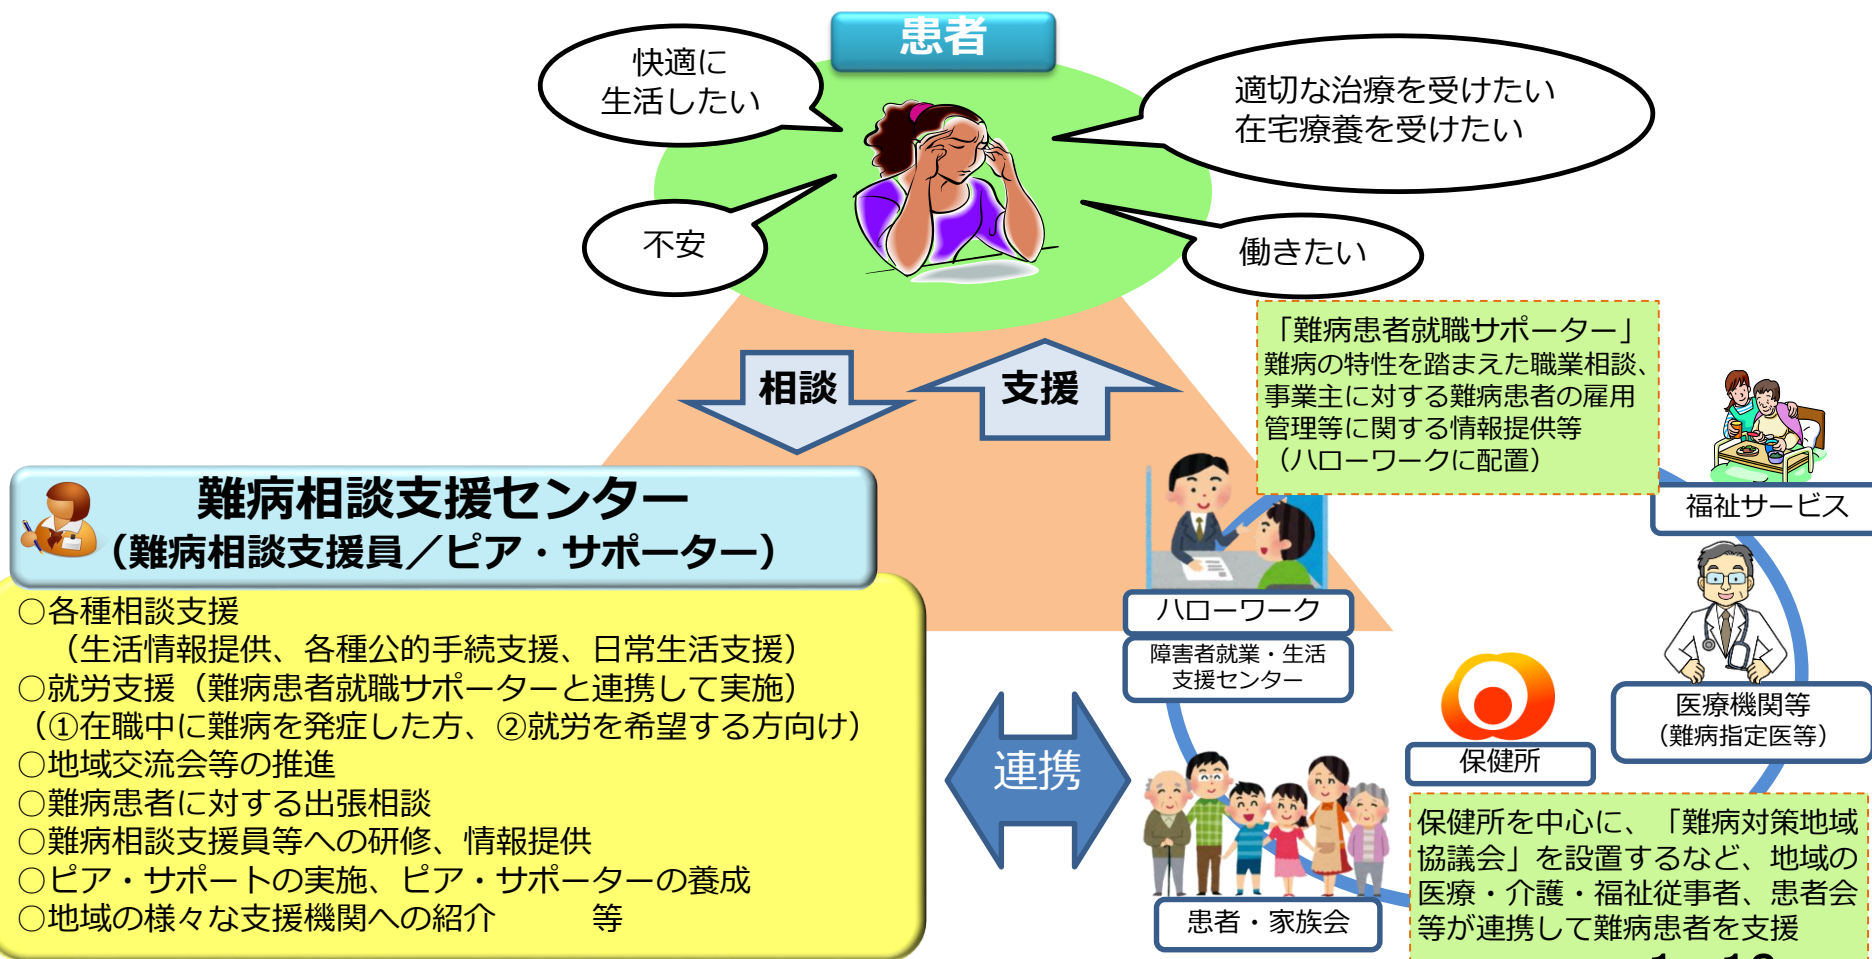 患者
快適に
生活したい
適切な治療を受けたい
在宅療養を受けたい
不安
働きたい
相談
支援
「難病患者就職サポーター」
難病の特性を踏まえた職業相談、
事業主に対する難病患者の雇用
管理等に関する情報提供等
（ハローワークに配置）
福祉サービス
難病相談支援センター
（難病相談支援員／ピア・サポーター）
○各種相談支援
（生活情報提供、各種公的手続支援、日常生活支援）
○就労支援（難病患者就職サポーターと連携して実施）
（①在職中に難病を発症した方、②就労を希望する方向け）
○地域交流会等の推進
○難病患者に対する出張相談
○難病相談支援員等への研修、情報提供
○ピア・サポートの実施、ピア・サポーターの養成
○地域の様々な支援機関への紹介　　　等
連携
ハローワーク
障害者就業・生活
支援センター
医療機関等
（難病指定医等）
保健所
患者・家族会
保健所を中心に、「難病対策地域
協議会」を設置するなど、地域の
医療・介護・福祉従事者、患者会
等が連携して難病患者を支援